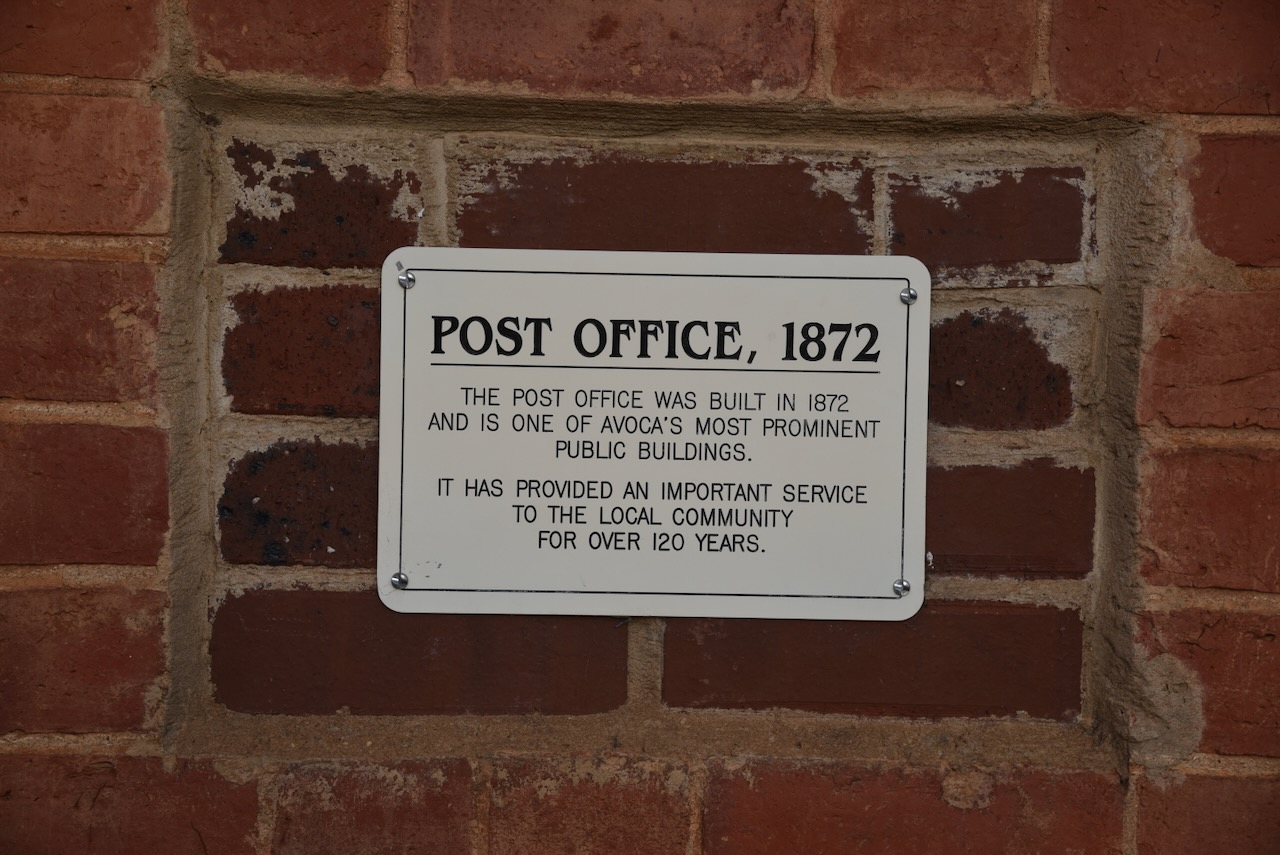 POST OFFICE, 1872
THE POST OFFICE WAS BUILT IN 1872
AND IS ONE OF AVOCA'S MOST PROMINENT
PUBLIC BUILDINGS.
IT HAS PROVIDED AN IMPORTANT SERVICE
TO THE LOCAL COMMUNITY
FOR OVER 120 YEARS.